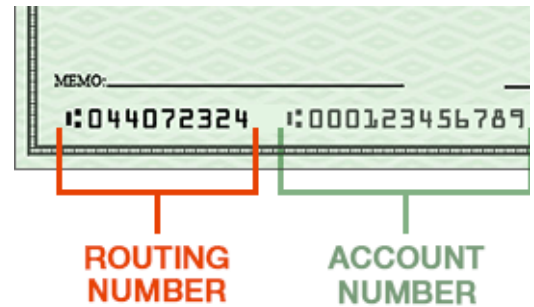 MEMO:
⑆044072324 ⑆000123456789
ROUTING ACCOUNT
NUMBER NUMBER